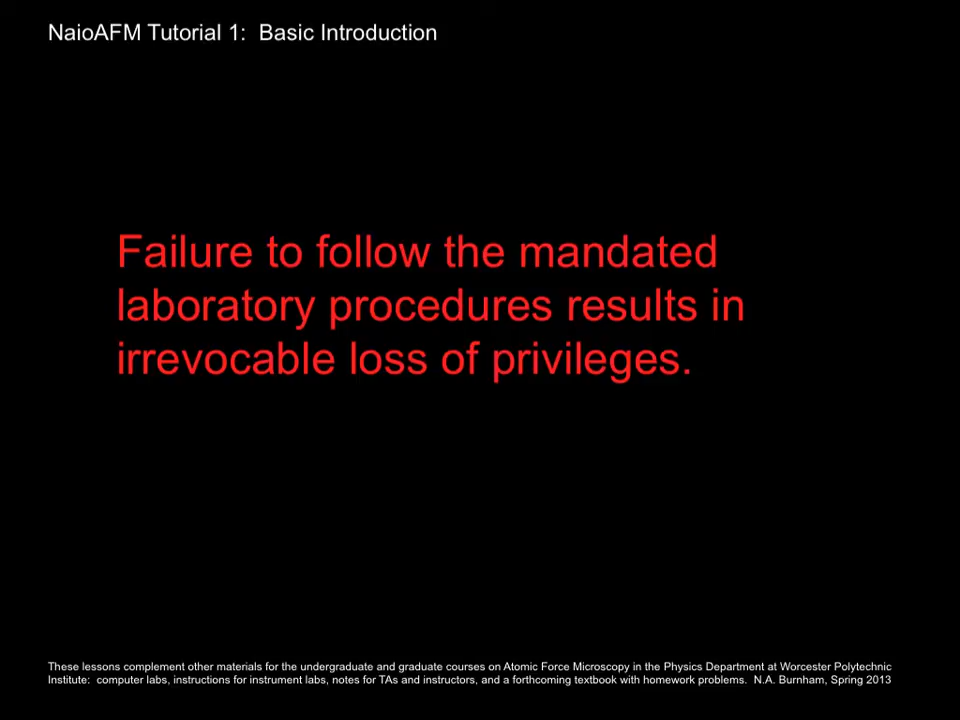 NaioAFM Tutorial 1:  Basic Introduction
Failure to follow the mandated
laboratory procedures results in
irrevocable loss of privileges.
These lessons complement other materials for the undergraduate and graduate courses on Atomic Force Microscopy in the Physics Department at Worcester Polytechnic
Institute:  computer labs, instructions for instrument labs, notes for TAs and instructors, and a forthcoming textbook with homework problems.  N.A. Burnham, Spring 2013